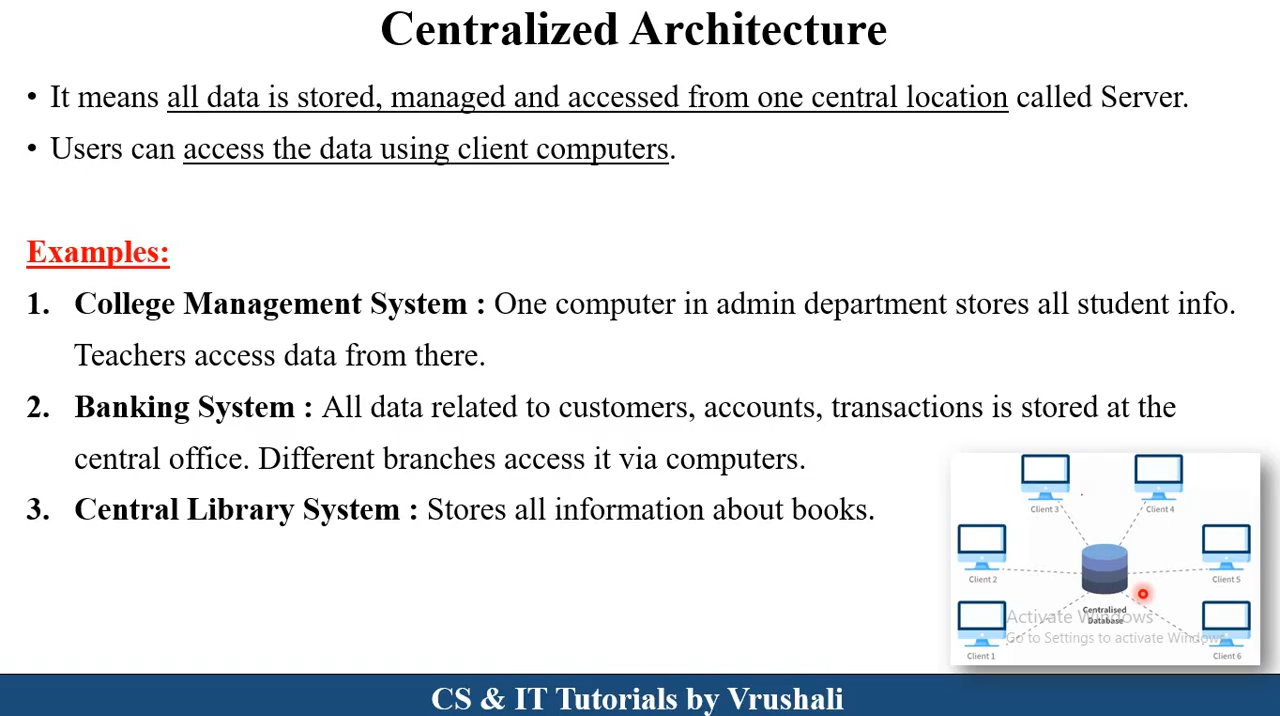 Centralized Architecture
• It means all data is stored, managed and accessed from one central location called Server.
• Users can access the data using client computers.
Examples:
1. College Management System : One computer in admin department stores all student info.
Teachers access data from there.
2. Banking System : All data related to customers, accounts, transactions is stored at the
central office. Different branches access it via computers.
3. Central Library System : Stores all information about books.
Client 3
Client 4
Client 2
Client 5
Centralised
Database
Activate Windows
Go to Settings to activate Windows.
Client 1
Client 6
CS & IT Tutorials by Vrushali